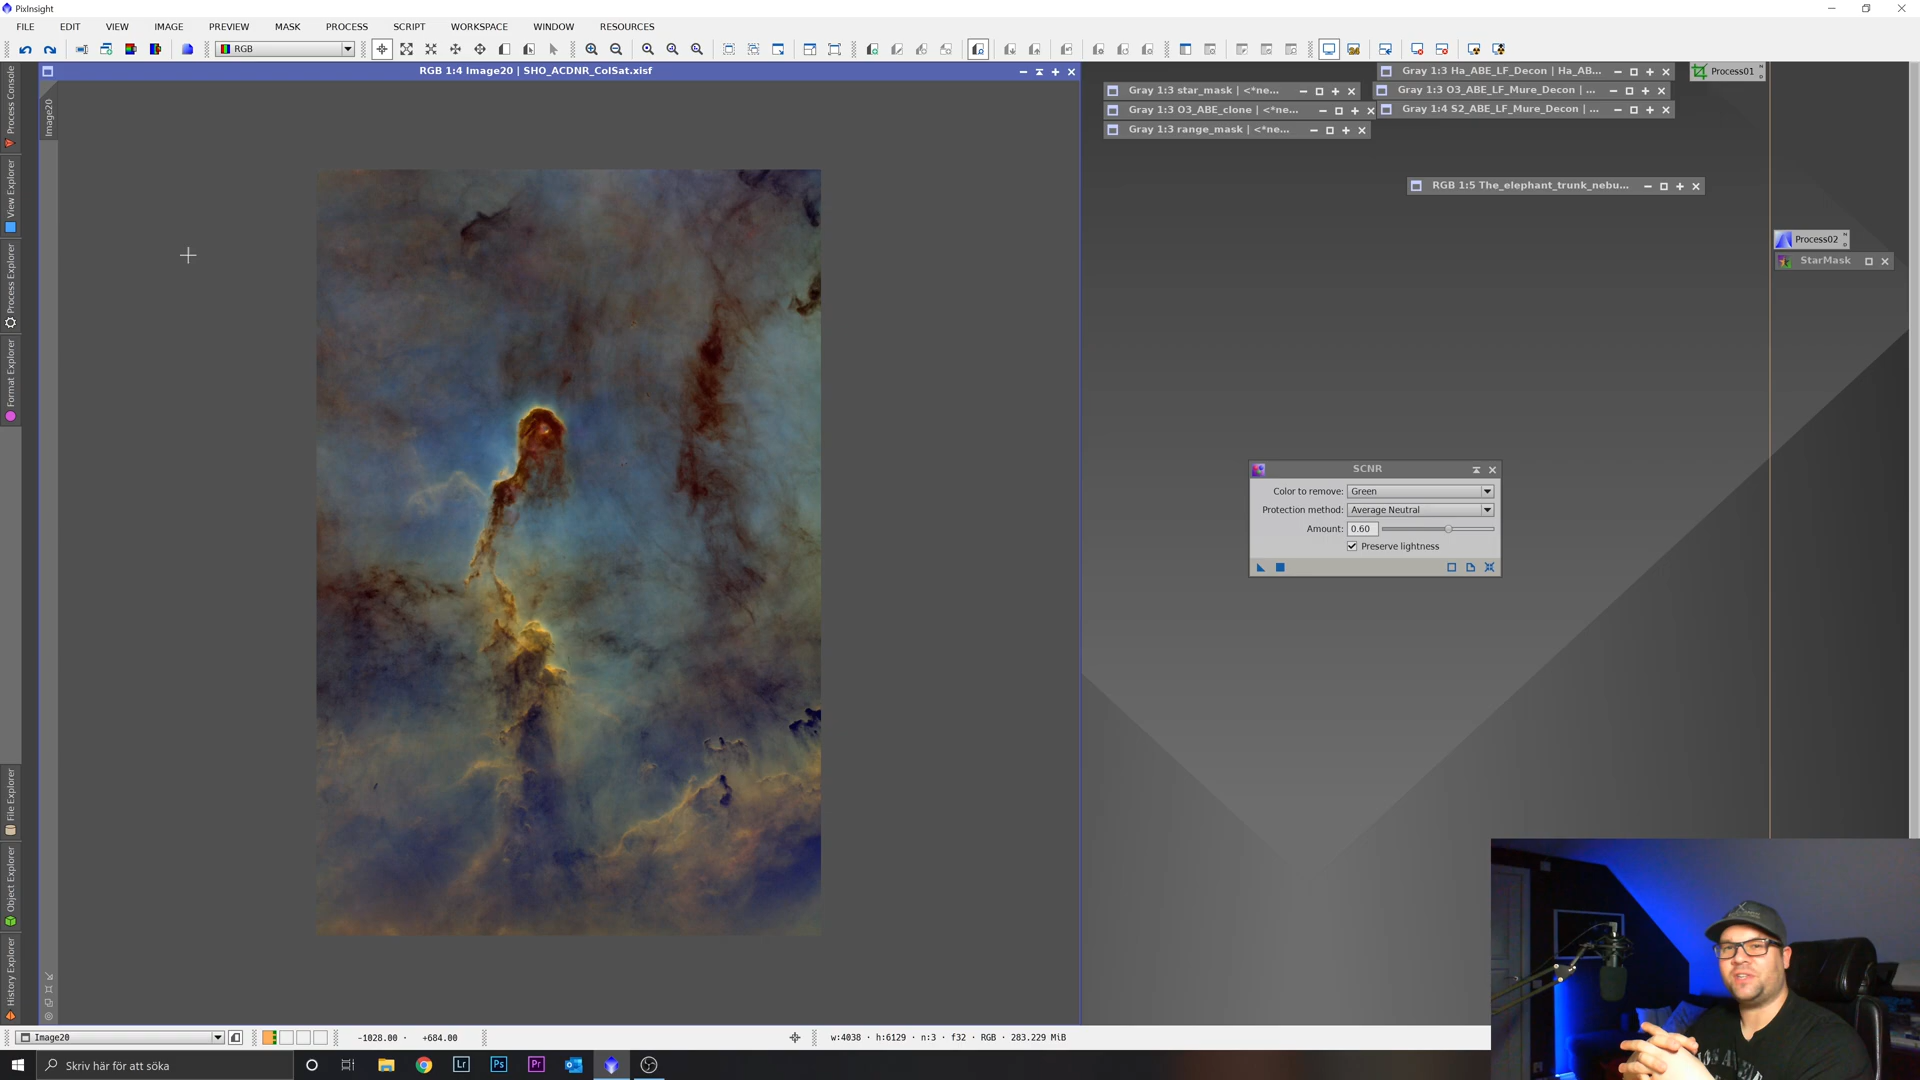 PixInsight
FILE EDIT VIEW IMAGE PREVIEW MASK PROCESS SCRIPT WORKSPACE WINDOW RESOURCES
RGB
RGB 1:4 Image20 | SHO_ACDNR_ColSat.xisf
Image20
Process Console
View Explorer
Process Explorer
Format Explorer
File Explorer
Object Explorer
History Explorer
Gray 1:3 Ha_ABE_LF_Decon | Ha_AB...
Process01
Gray 1:3 star_mask | <*ne...
Gray 1:3 O3_ABE_LF_Mure_Decon | ...
Gray 1:3 O3_ABE_clone | <*ne...
Gray 1:4 S2_ABE_LF_Mure_Decon | ...
Gray 1:3 range_mask | <*ne...
RGB 1:5 The_elephant_trunk_nebu...
Process02
StarMask
SCNR
Color to remove: Green
Protection method: Average Neutral
Amount: 0.60
Preserve lightness
Image20
-1028.00 · +684.00
w:4038 · h:6129 · n:3 · f32 · RGB · 283.229 MiB
Skriv här för att söka
Lr
Ps
Pr